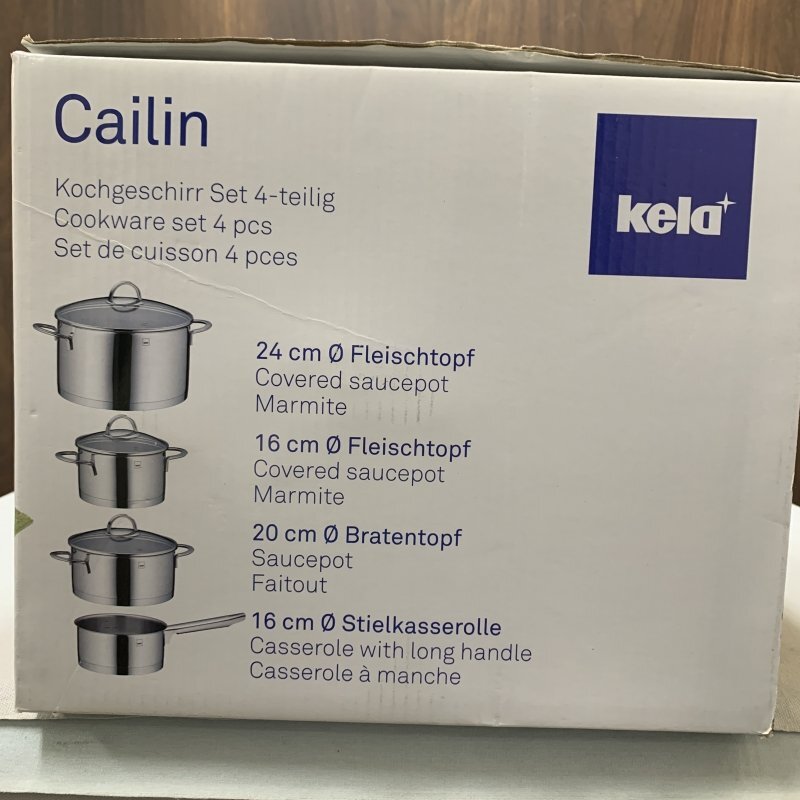 Cailin
kela
Kochgeschirr Set 4-teilig
Cookware set 4 pcs
Set de cuisson 4 pces
24 cm Ø Fleischtopf
Covered saucepot
Marmite
16 cm Ø Fleischtopf
Covered saucepot
Marmite
20 cm Ø Bratentopf
Saucepot
Faitout
16 cm Ø Stielkasserolle
Casserole with long handle
Casserole à manche